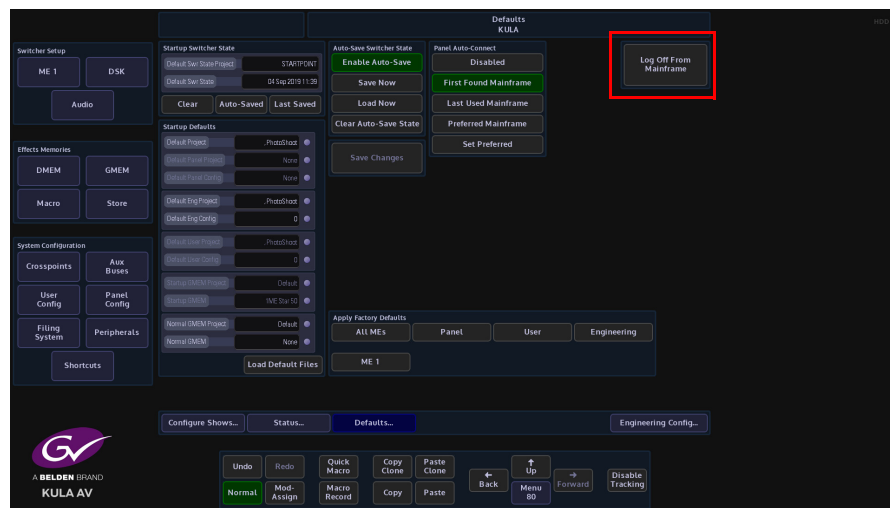 Defaults
KULA
HDD
Switcher Setup
ME 1
DSK
Audio
Effects Memories
DMEM
GMEM
Macro
Store
System Configuration
Crosspoints
Aux
Buses
User
Config
Panel
Config
Filing
System
Peripherals
Shortcuts
Startup Switcher State
Default Swr State Project
STARTPOINT
Default Swr State
04 Sep 2019 11:39
Clear
Auto-Saved
Last Saved
Startup Defaults
Default Project
_PhotoShoot
Default Panel Project
None
Default Panel Config
None
Default Eng Project
_PhotoShoot
Default Eng Config
0
Default User Project
_PhotoShoot
Default User Config
0
Startup GMEM Project
Default
Startup GMEM
Normal GMEM Project
Default
Normal GMEM
None
Load Default Files
Auto-Save Switcher State
Enable Auto-Save
Save Now
Load Now
Clear Auto-Save State
Save Changes
Panel Auto-Connect
Disabled
First Found Mainframe
Last Used Mainframe
Preferred Mainframe
Set Preferred
Log Off From
Mainframe
Apply Factory Defaults
All MEs
Panel
User
Engineering
ME 1
Configure Shows...
Status...
Defaults...
Engineering Config...
GV
A BELDEN BRAND
KULA AV
Undo
Redo
Quick
Macro
Copy
Clone
Paste
Clone
Back
Up
Forward
Disable
Tracking
Normal
Mod-
Assign
Macro
Record
Copy
Paste
Menu
80